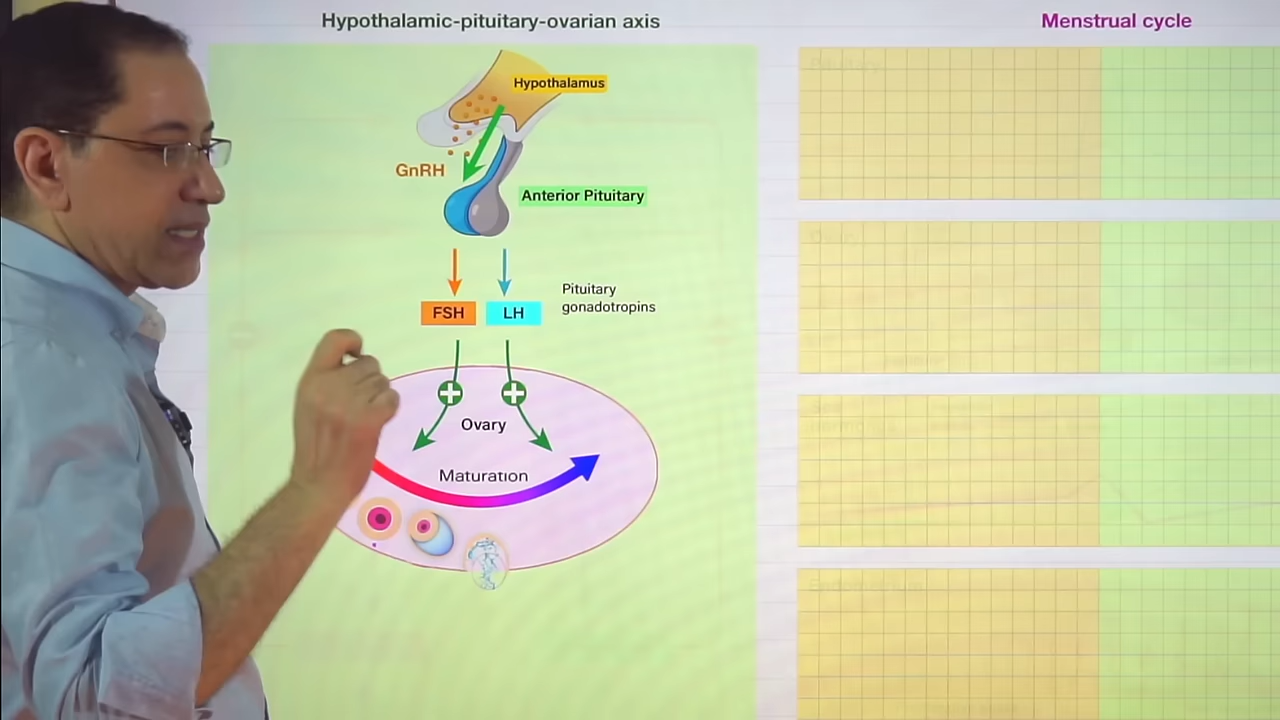 Hypothalamic-pituitary-ovarian axis
Menstrual cycle
Hypothalamus
GnRH
Anterior Pituitary
FSH
LH
Pituitary
gonadotropins
Ovary
Maturation